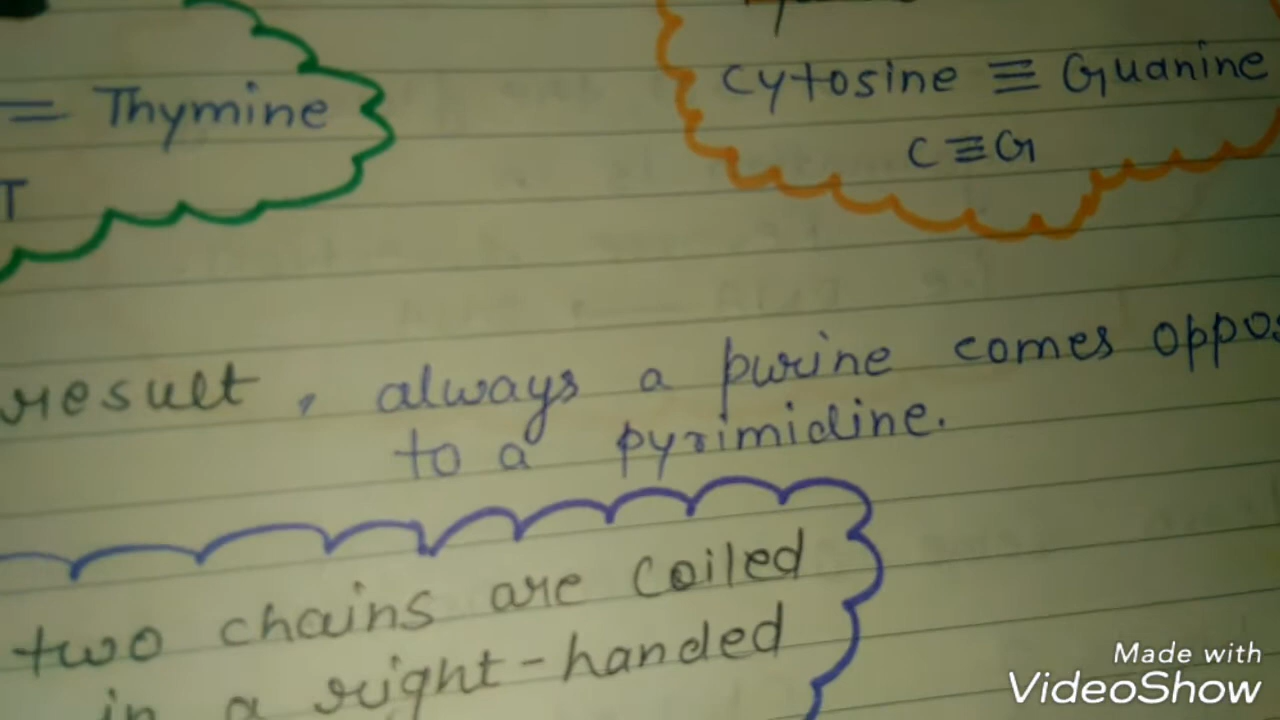 = Thymine
T
Cytosine ≡ Guanine
C≡G
result, always a purine comes oppos
to a pyrimidine.
two chains are coiled
in a right-handed
Made with
VideoShow